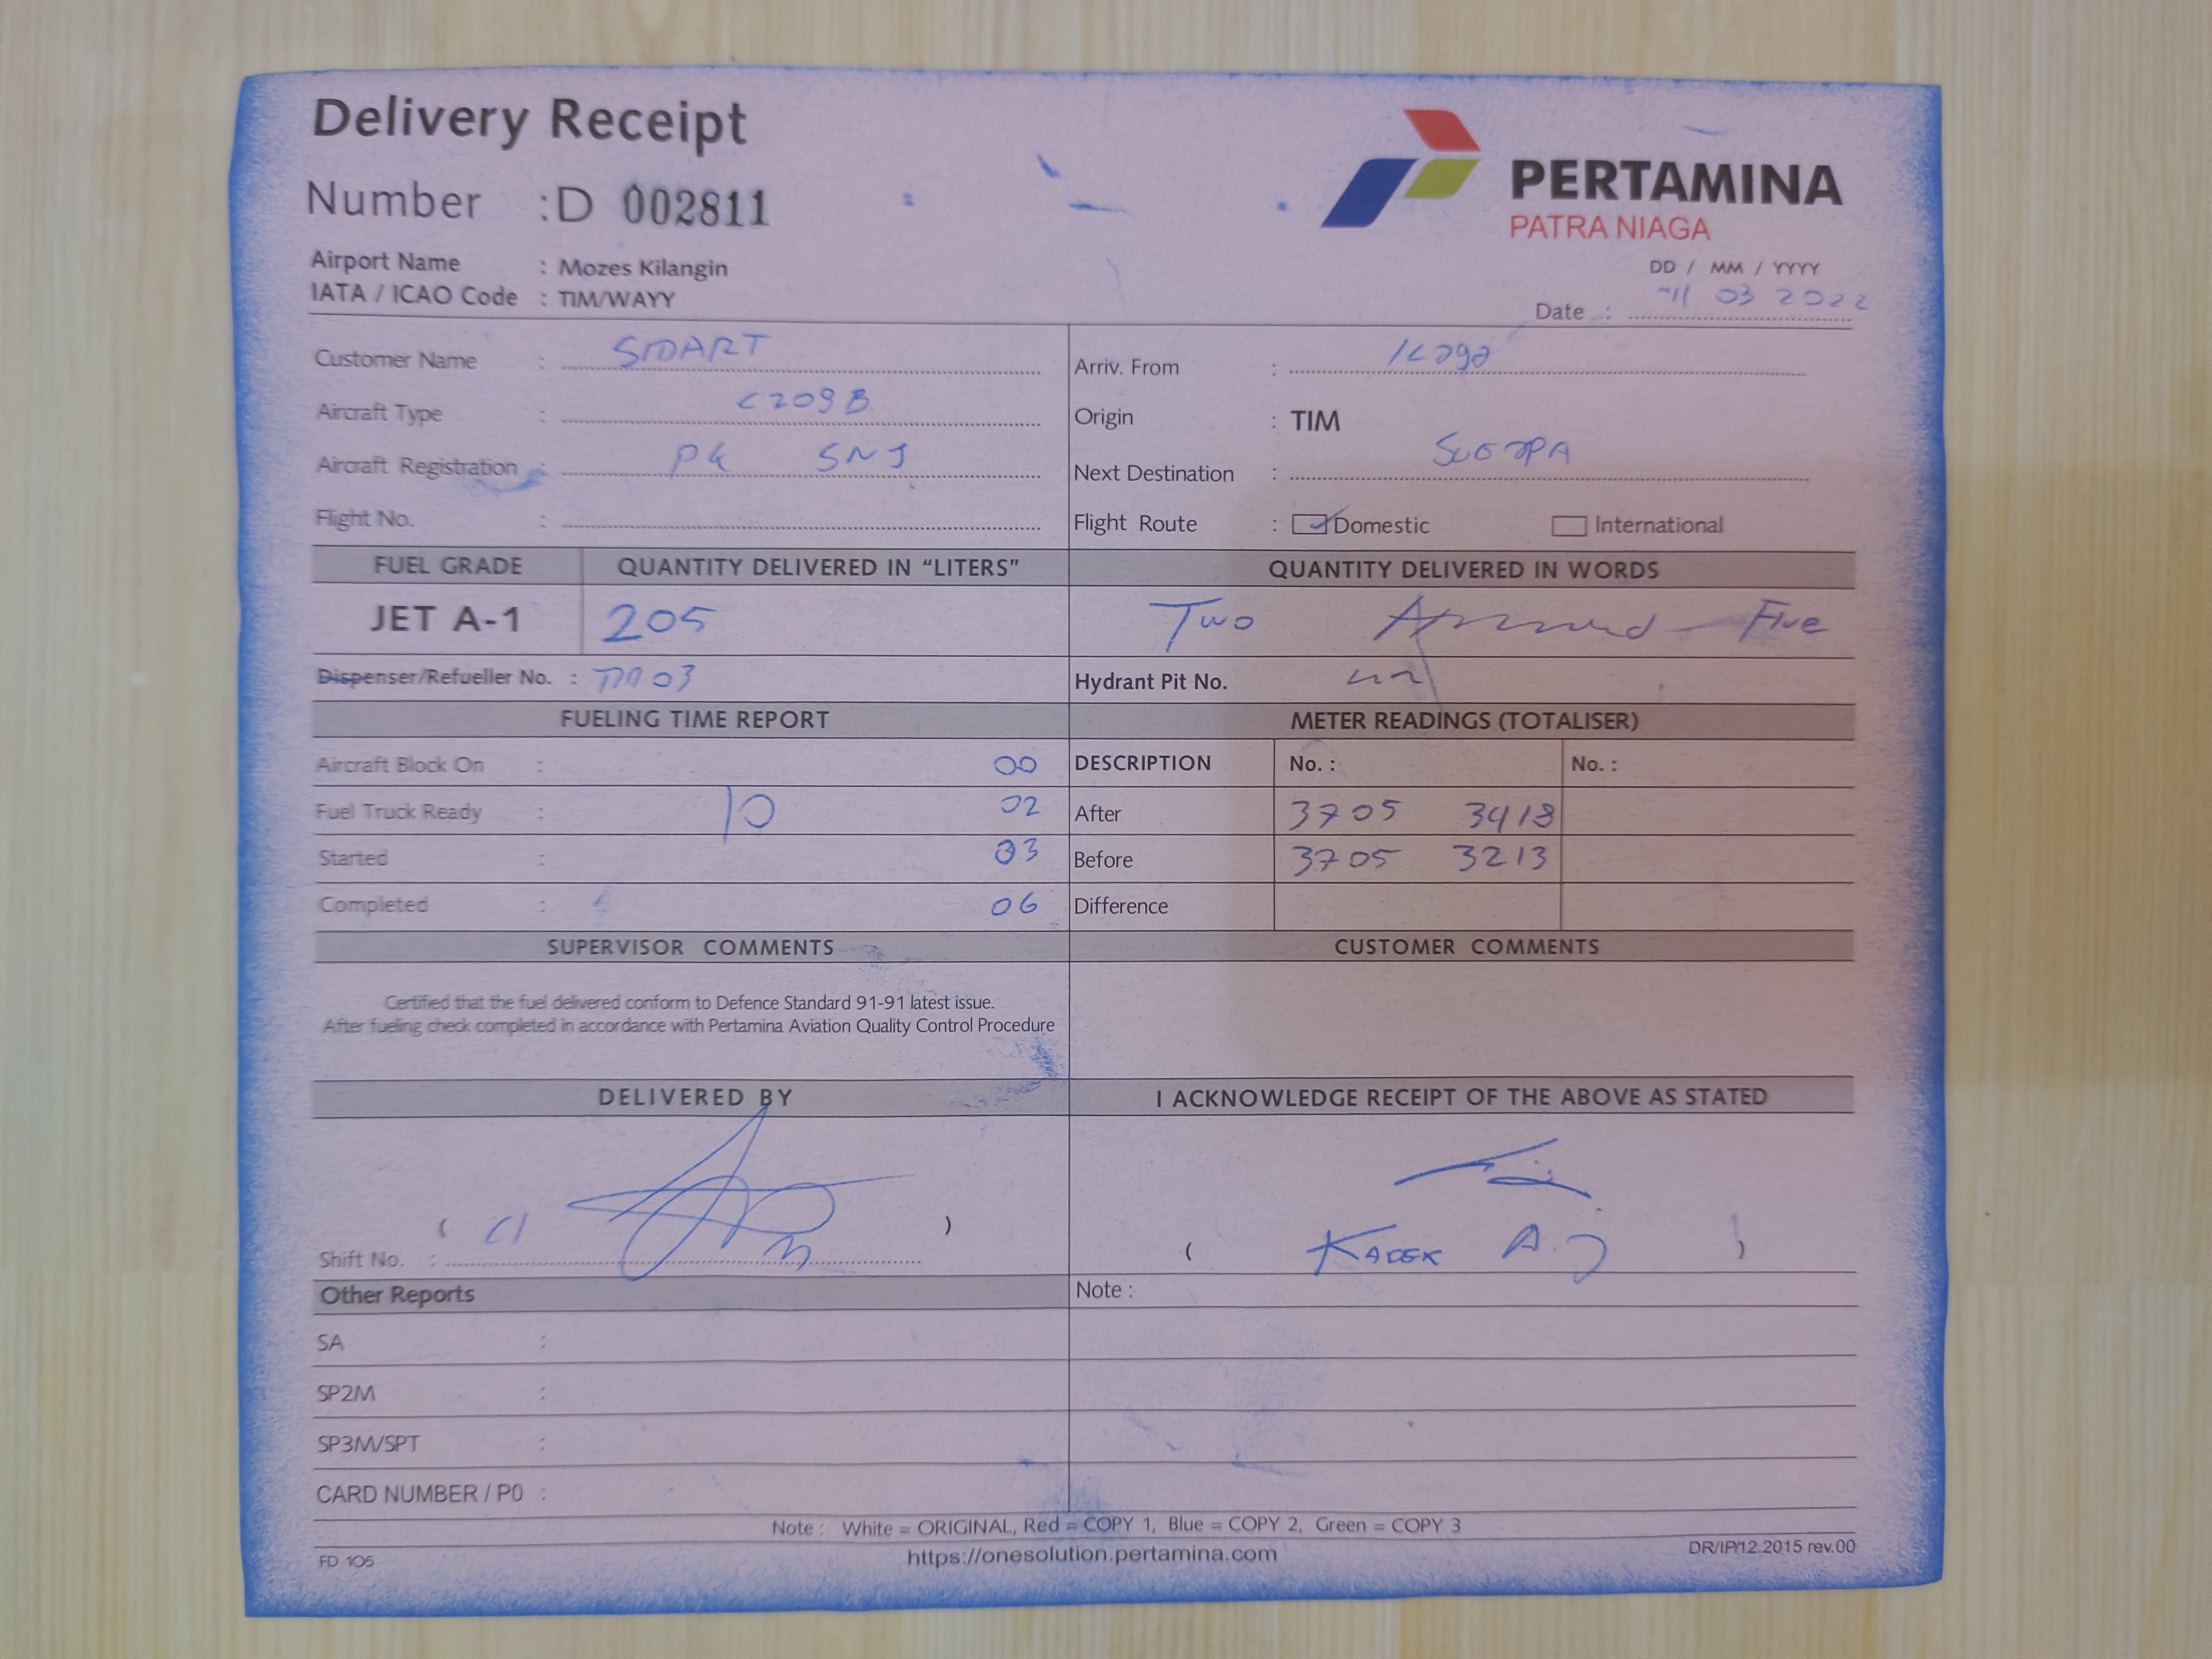 Delivery Receipt
Number : D 002811
PERTAMINA
PATRA NIAGA
Airport Name : Mozes Kilangin
IATA / ICAO Code : TIM/WAYY
DD / MM / YYYY
Date : 11 03 2022
Customer Name : SMART
Arriv. From :
Aircraft Type : C208B
Origin : TIM
Aircraft Registration : PK SNJ
Next Destination :
Flight No. :
Flight Route : Domestic International
FUEL GRADE QUANTITY DELIVERED IN “LITERS” QUANTITY DELIVERED IN WORDS
JET A-1 205 Two Five
Dispenser/Refueller No. : 03
Hydrant Pit No.
FUELING TIME REPORT METER READINGS (TOTALISER)
Aircraft Block On : 00 DESCRIPTION No. : No. :
Fuel Truck Ready : 10 02 After 3705 3418
Started : 03 Before 3705 3213
Completed : 06 Difference
SUPERVISOR COMMENTS CUSTOMER COMMENTS
Certified that the fuel delivered conform to Defence Standard 91-91 latest issue.
After fueling check completed in accordance with Pertamina Aviation Quality Control Procedure
DELIVERED BY I ACKNOWLEDGE RECEIPT OF THE ABOVE AS STATED
( )
Shift No. :
( KADEK A. )
Other Reports Note :
SA :
SP2M :
SP3M/SPT :
CARD NUMBER / P0 :
Note : White = ORIGINAL, Red = COPY 1, Blue = COPY 2, Green = COPY 3
FD 105 https://onesolution.pertamina.com DR/IP/12.2015 rev.00